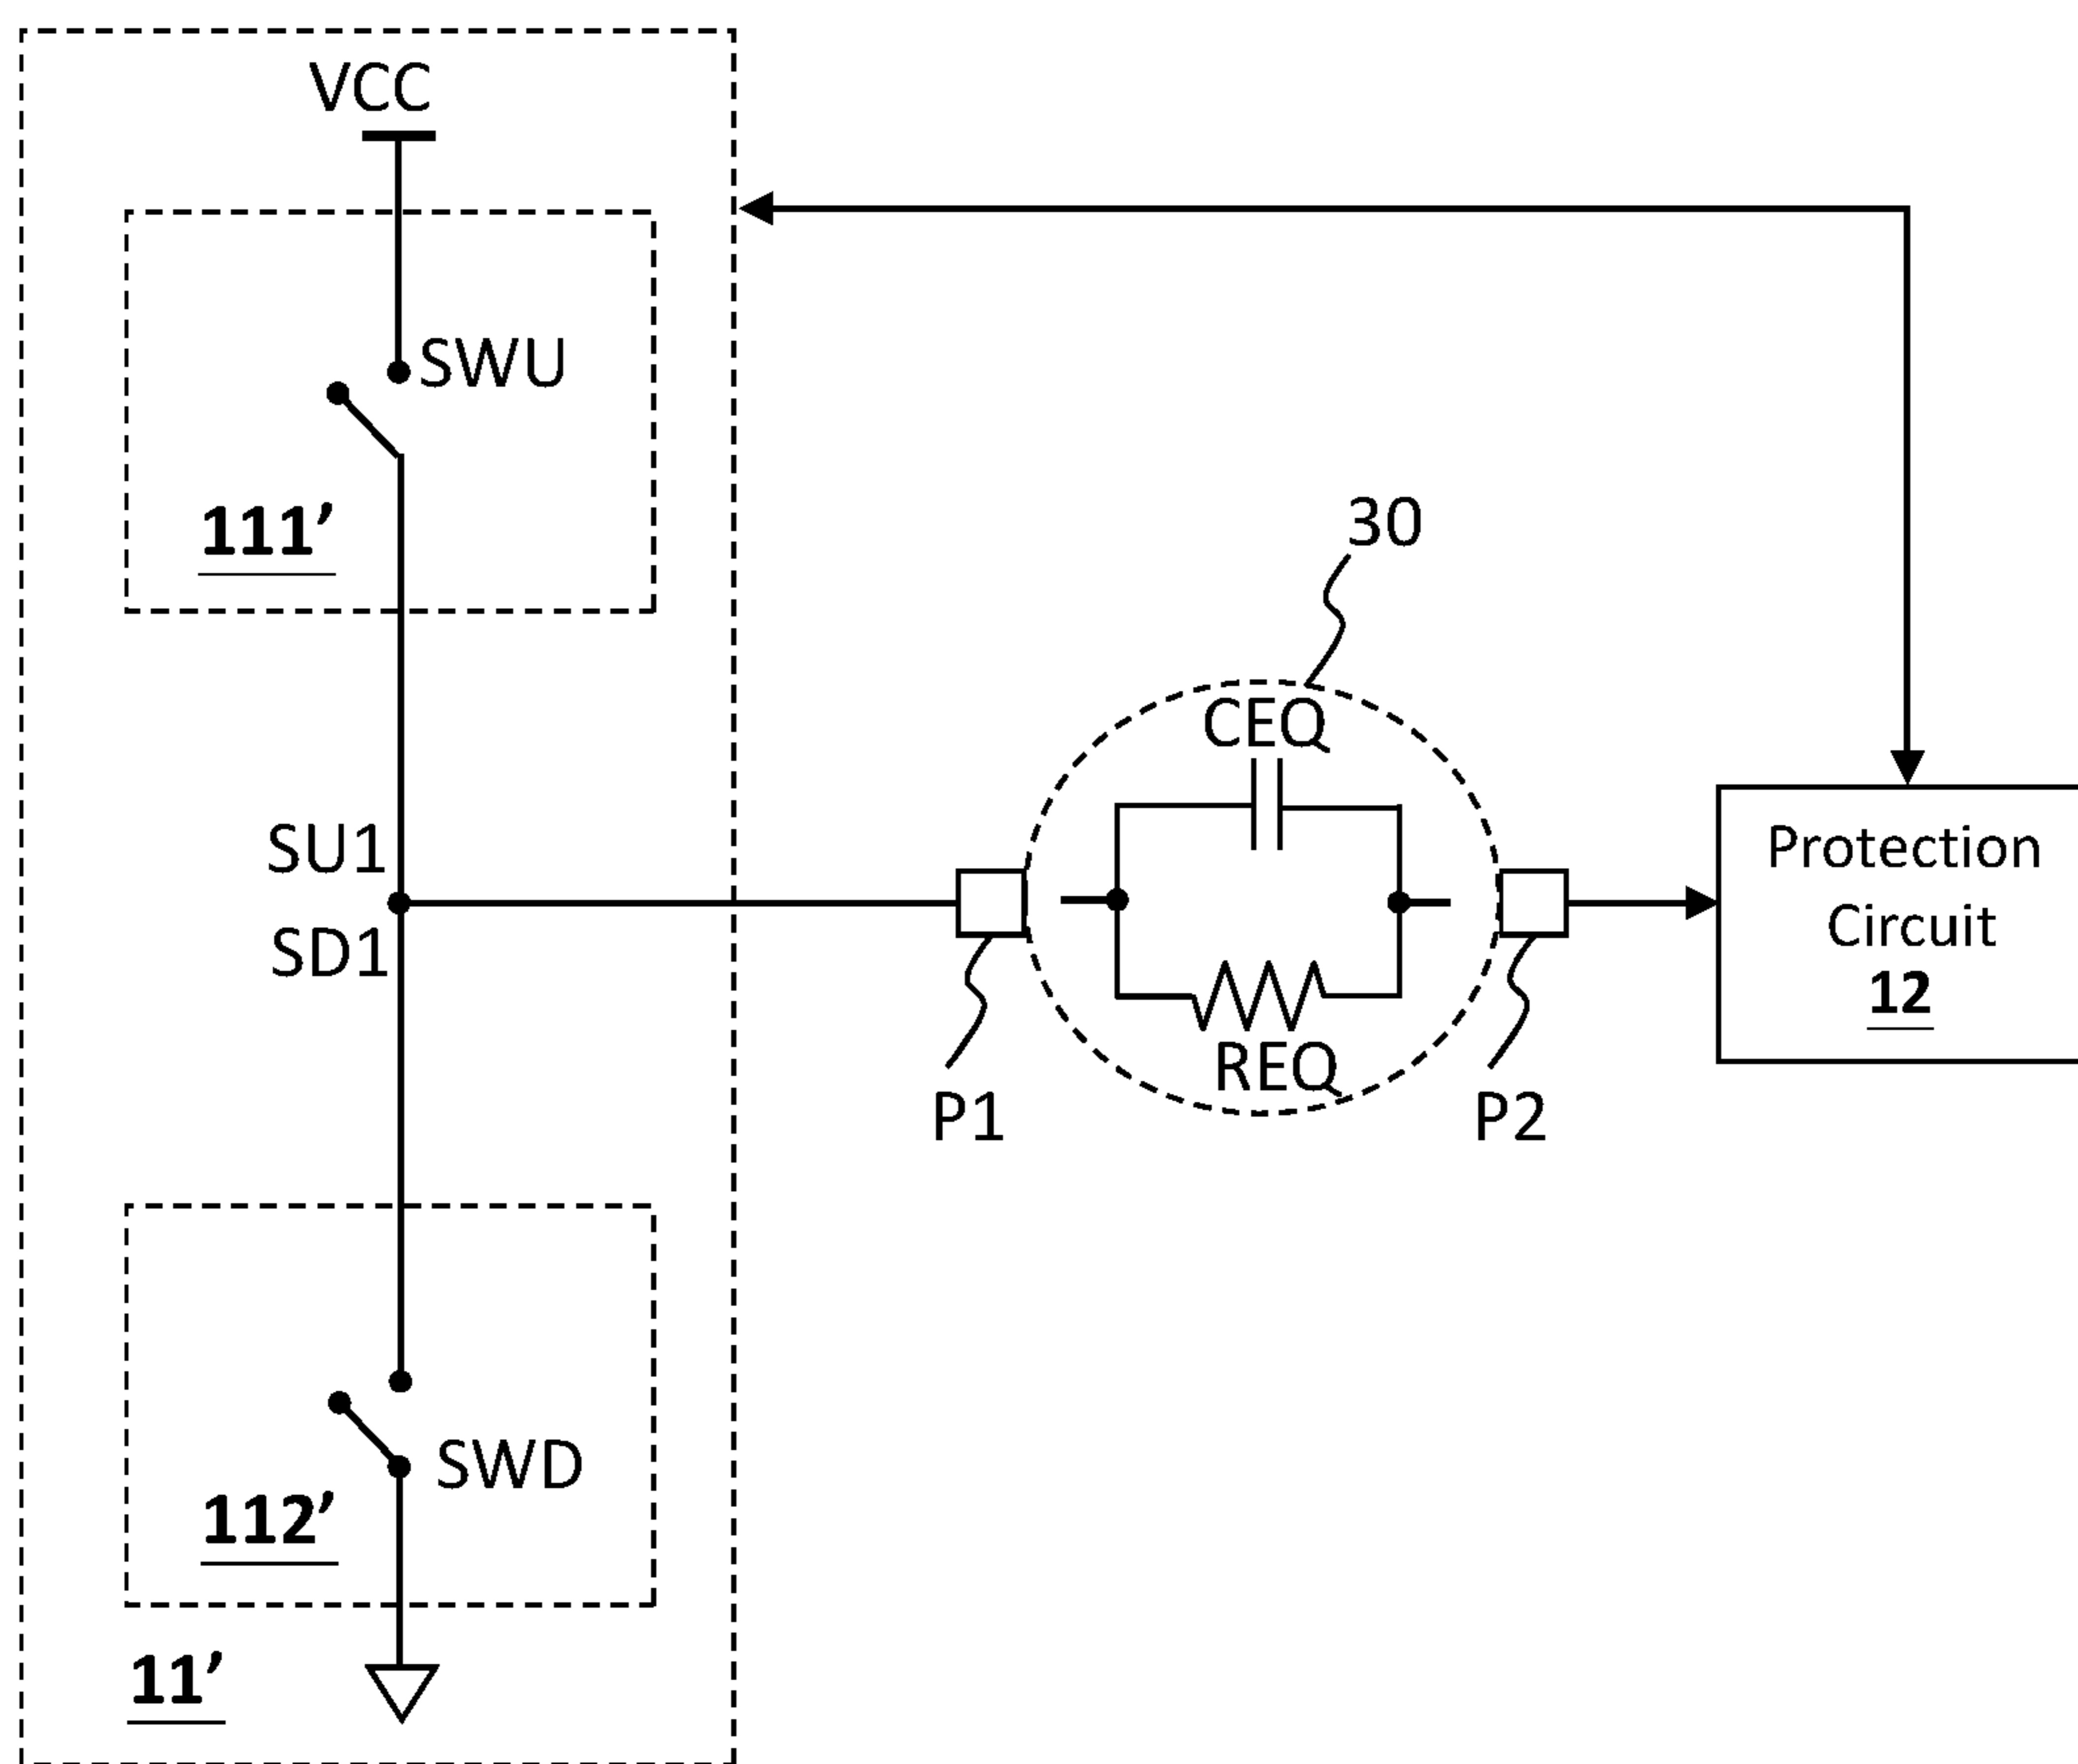 VCC
SWU
111’
30
CEQ
SU1
SD1
Protection
Circuit
12
REQ
P1
P2
SWD
112’
11’